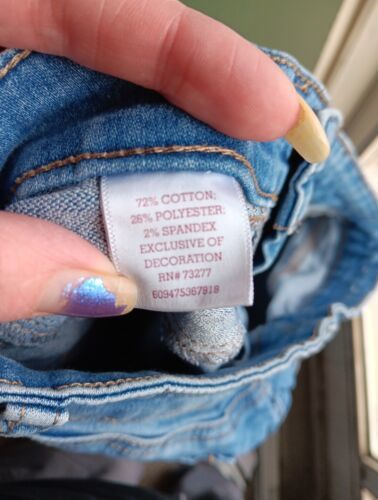 72% COTTON;
26% POLYESTER;
2% SPANDEX
EXCLUSIVE OF
DECORATION
RN# 73277
609475367918